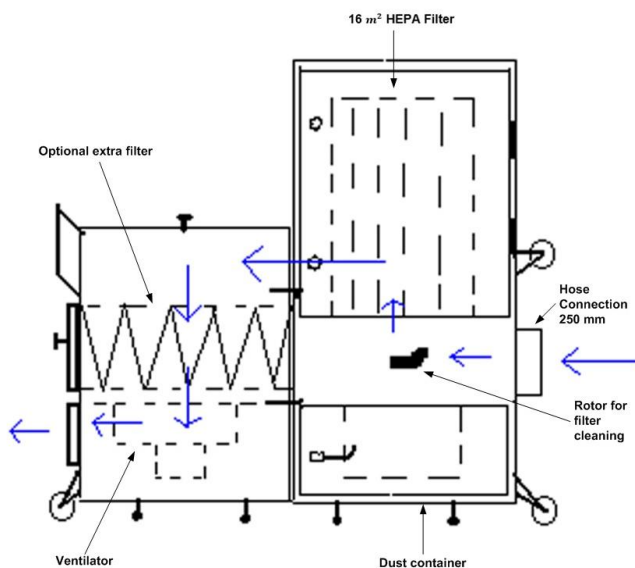 16 m² HEPA Filter
Optional extra filter
Hose
Connection
250 mm
Rotor for
filter
cleaning
Ventilator
Dust container